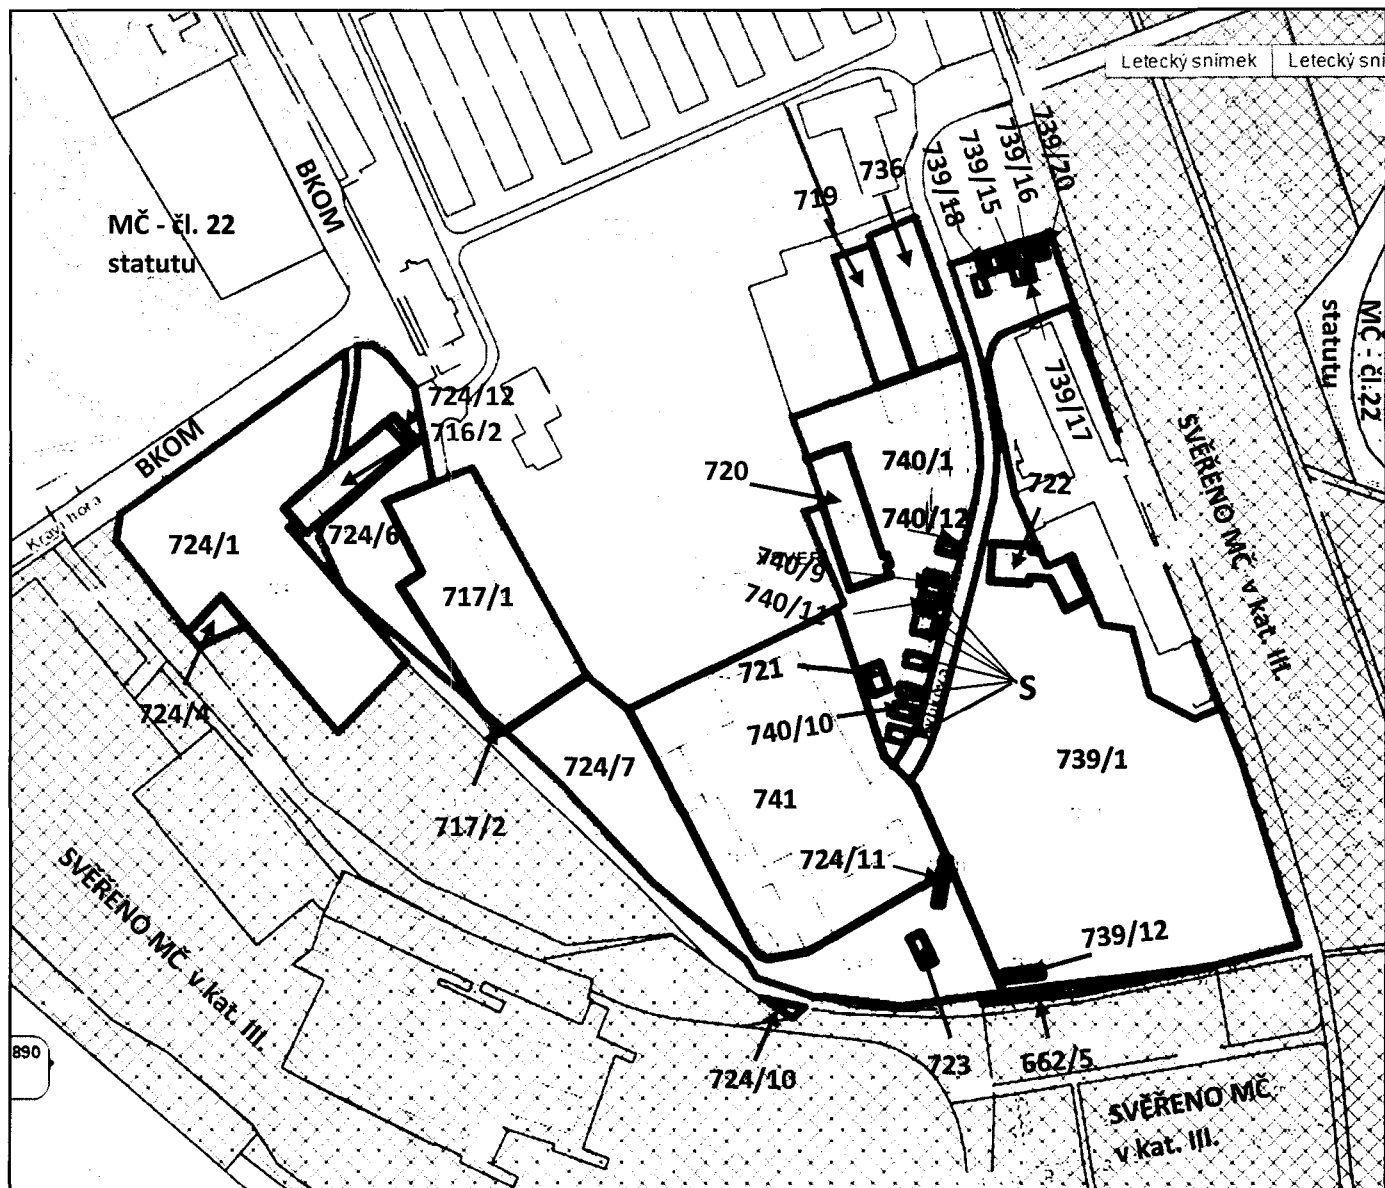 Letecký snímek
Letecký sní
739/20
739/16
739/15
739/18
736
719
BKOM
MČ - čl. 22
statutu
MČ - čl.22
statutu
739/17
724/12
716/2
BKOM
Kraví hora
720
740/1
722
SVĚŘENO MČ v kat. III.
740/12
724/1
724/6
740/9
717/1
740/11
721
S
724/4
740/10
739/1
724/7
741
717/2
724/11
SVĚŘENO MČ v kat. III.
739/12
890
723
662/5
724/10
SVĚŘENO MČ
v kat. III.